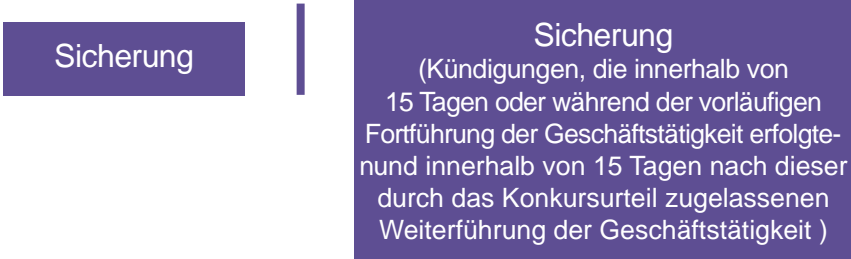 Sicherung
Sicherung
(Kündigungen, die innerhalb von
15 Tagen oder während der vorläufigen
Fortführung der Geschäftstätigkeit erfolgte-
nund innerhalb von 15 Tagen nach dieser
durch das Konkursurteil zugelassenen
Weiterführung der Geschäftstätigkeit )